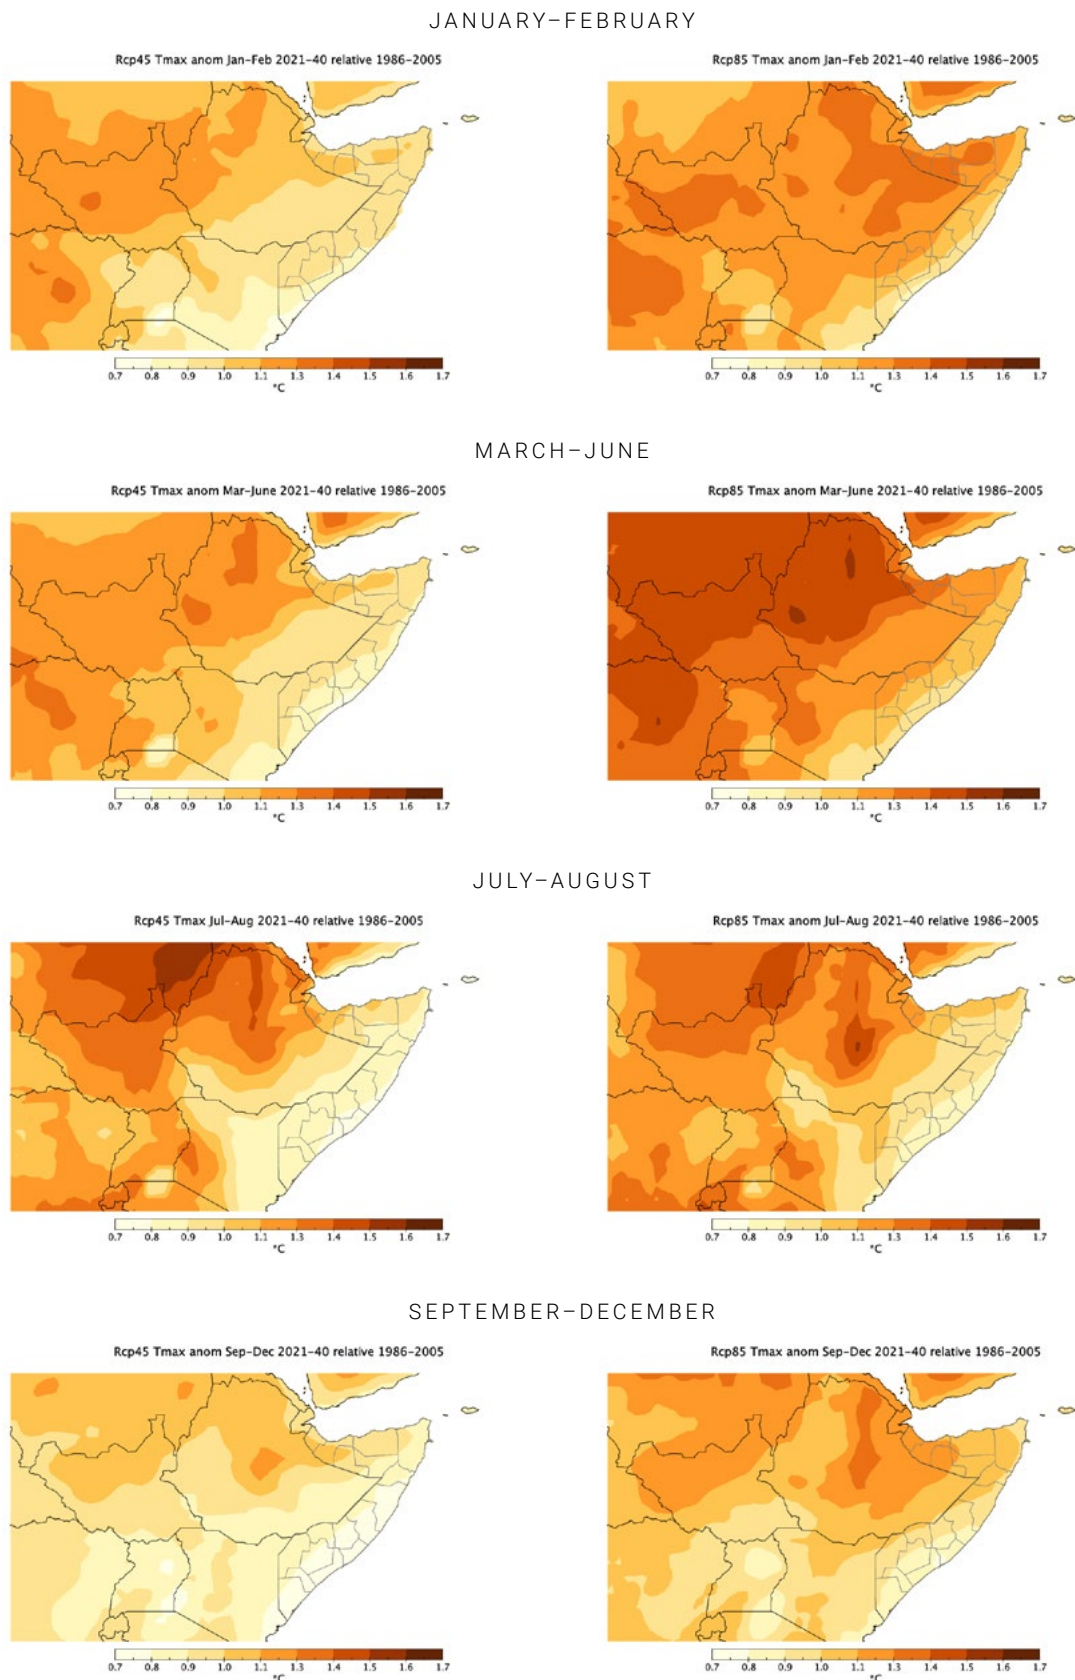 JANUARY–FEBRUARY
Rcp45 Tmax anom Jan-Feb 2021-40 relative 1986-2005
Rcp85 Tmax anom Jan-Feb 2021-40 relative 1986-2005
0.7 0.8 0.9 1.0 1.1 1.3 1.4 1.5 1.6 1.7
°C
0.7 0.8 0.9 1.0 1.1 1.3 1.4 1.5 1.6 1.7
°C
MARCH–JUNE
Rcp45 Tmax anom Mar-June 2021-40 relative 1986-2005
Rcp85 Tmax anom Mar-June 2021-40 relative 1986-2005
0.7 0.8 0.9 1.0 1.1 1.3 1.4 1.5 1.6 1.7
°C
0.7 0.8 0.9 1.0 1.1 1.3 1.4 1.5 1.6 1.7
°C
JULY–AUGUST
Rcp45 Tmax Jul-Aug 2021-40 relative 1986-2005
Rcp85 Tmax anom Jul-Aug 2021-40 relative 1986-2005
0.7 0.8 0.9 1.0 1.1 1.3 1.4 1.5 1.6 1.7
°C
0.7 0.8 0.9 1.0 1.1 1.3 1.4 1.5 1.6 1.7
°C
SEPTEMBER–DECEMBER
Rcp45 Tmax anom Sep-Dec 2021-40 relative 1986-2005
Rcp85 Tmax anom Sep-Dec 2021-40 relative 1986-2005
0.7 0.8 0.9 1.0 1.1 1.3 1.4 1.5 1.6 1.7
°C
0.7 0.8 0.9 1.0 1.1 1.3 1.4 1.5 1.6 1.7
°C